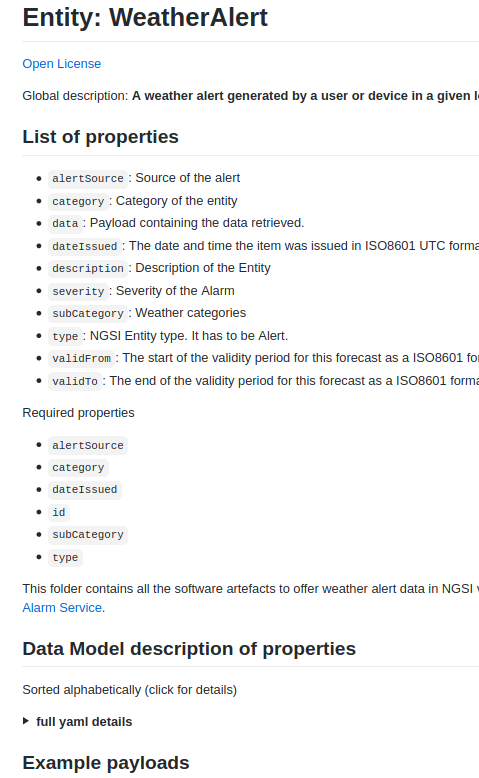 Entity: WeatherAlert
Open License
Global description: A weather alert generated by a user or device in a given
List of properties
alertSource : Source of the alert
category : Category of the entity
data : Payload containing the data retrieved.
dateIssued : The date and time the item was issued in ISO8601 UTC forma
description : Description of the Entity
severity : Severity of the Alarm
subCategory : Weather categories
type : NGSI Entity type. It has to be Alert.
validFrom : The start of the validity period for this forecast as a ISO8601 fo
validTo : The end of the validity period for this forecast as a ISO8601 forma
Required properties
alertSource
category
dateIssued
id
subCategory
type
This folder contains all the software artefacts to offer weather alert data in NGSI
Alarm Service.
Data Model description of properties
Sorted alphabetically (click for details)
full yaml details
Example payloads